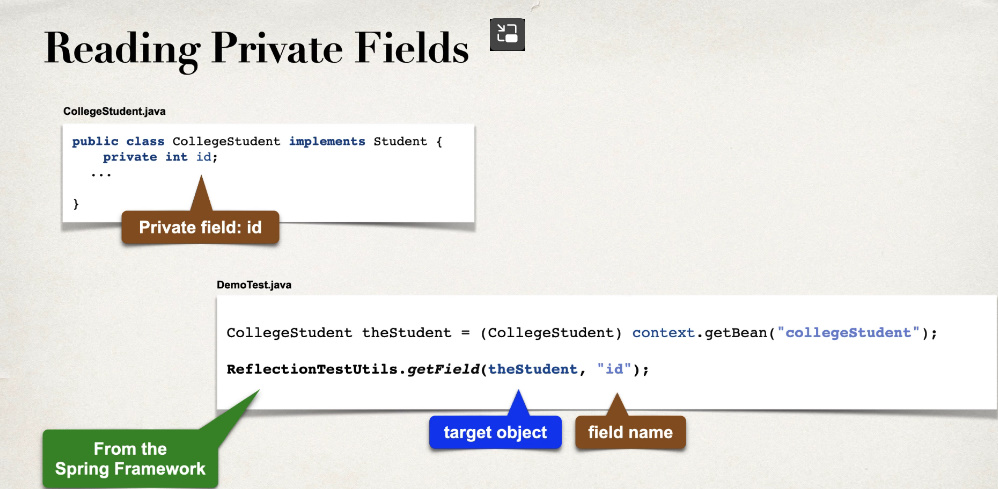 Reading Private Fields
CollegeStudent.java
public class CollegeStudent implements Student {
private int id;
...
}
Private field: id
DemoTest.java
CollegeStudent theStudent = (CollegeStudent) context.getBean("collegeStudent");
ReflectionTestUtils.getField(theStudent, "id");
target object
field name
From the
Spring Framework